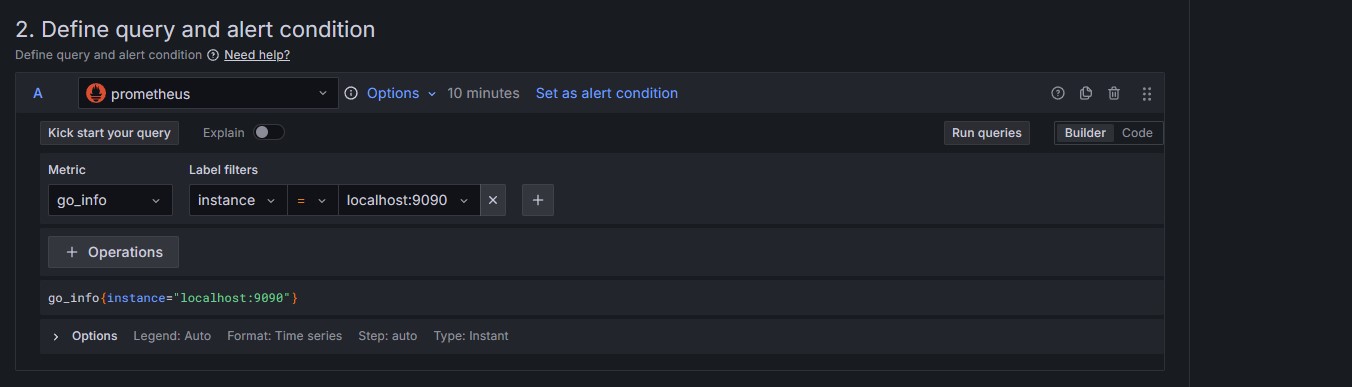 2. Define query and alert condition
Define query and alert condition Need help?
A prometheus Options 10 minutes Set as alert condition
Kick start your query Explain Run queries Builder Code
Metric Label filters
go_info instance = localhost:9090
+ Operations
go_info{instance="localhost:9090"}
Options Legend: Auto Format: Time series Step: auto Type: Instant